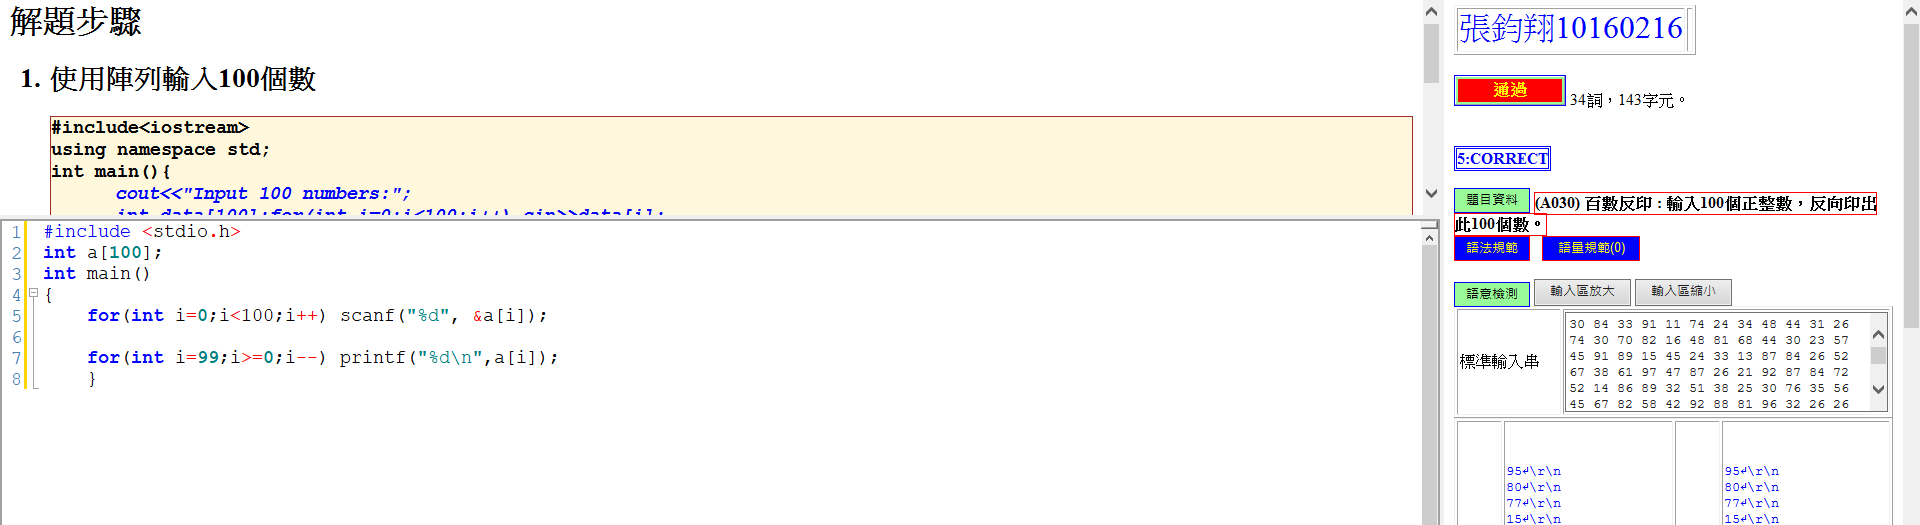 解題步驟
1. 使用陣列輸入100個數
#include<iostream>
using namespace std;
int main(){
cout<<"Input 100 numbers:";
int data[100];for(int i=0;i<100;i++) cin>>data[i];
1 #include <stdio.h>
2 int a[100];
3 int main()
4 {
5 for(int i=0;i<100;i++) scanf("%d", &a[i]);
6
7 for(int i=99;i>=0;i--) printf("%d\n",a[i]);
8 }
張鈞翔10160216
通過 34詞，143字元。
5:CORRECT
題目資料 (A030) 百數反印 : 輸入100個正整數，反向印出
此100個數。
語法規範 語量規範(0)
語意檢測 輸入區放大 輸入區縮小
標準輸入串
30 84 33 91 11 74 24 34 48 44 31 26
74 30 70 82 16 48 81 68 44 30 23 57
45 91 89 15 45 24 33 13 87 84 26 52
67 38 61 97 47 87 26 21 92 87 84 72
52 14 86 89 32 51 38 25 30 76 35 56
45 67 82 58 42 92 88 81 96 32 26 26
95↵\r\n 95↵\r\n
80↵\r\n 80↵\r\n
77↵\r\n 77↵\r\n
15↵\r\n 15↵\r\n